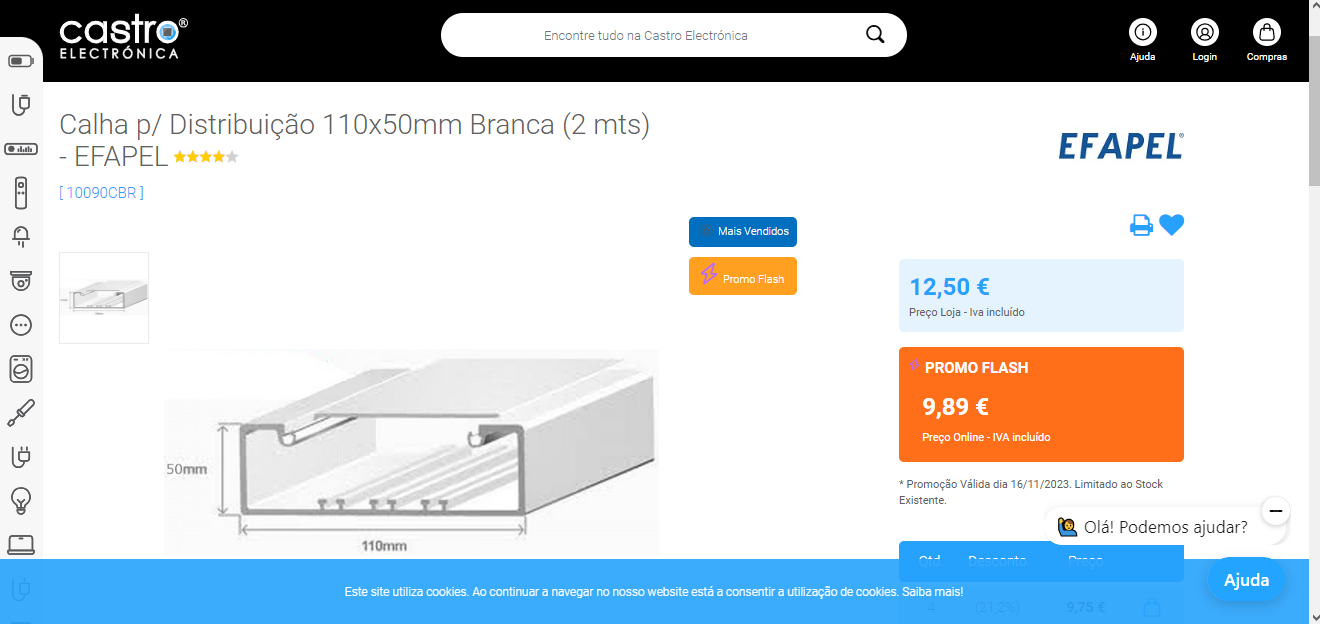 castro®
ELECTRÓNICA
Encontre tudo na Castro Electrónica
Ajuda
Login
Compras
Calha p/ Distribuição 110x50mm Branca (2 mts)
- EFAPEL
EFAPEL®
[ 10090CBR ]
Mais Vendidos
Promo Flash
12,50 €
Preço Loja - Iva incluído
PROMO FLASH
9,89 €
Preço Online - IVA incluído
50mm
110mm
* Promoção Válida dia 16/11/2023. Limitado ao Stock
Existente.
Olá! Podemos ajudar?
Qtd Desconto Preço
Ajuda
Este site utiliza cookies. Ao continuar a navegar no nosso website está a consentir a utilização de cookies. Saiba mais!
4 (21,2%) 9,75 €